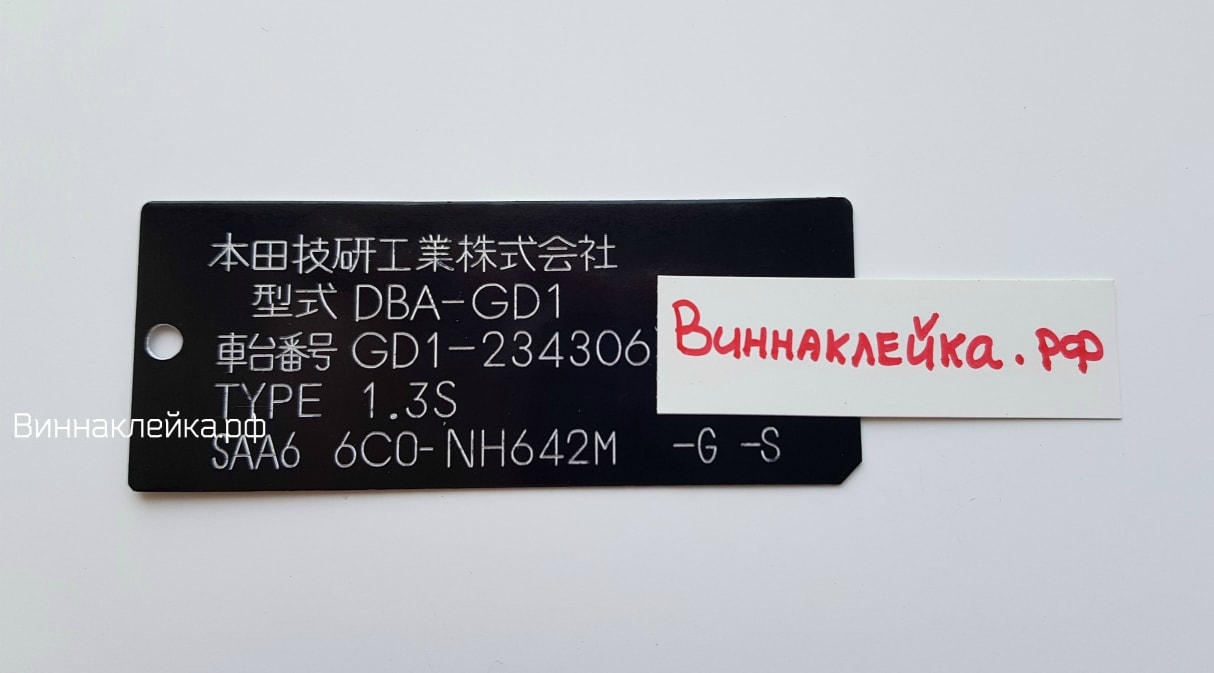 本田技研工業株式会社
型式 DBA-GD1
車台番号 GD1-234306
Виннаклейка.рф
TYPE 1.3S
Виннаклейка.рф
SAA6 6C0-NH642M -G -S